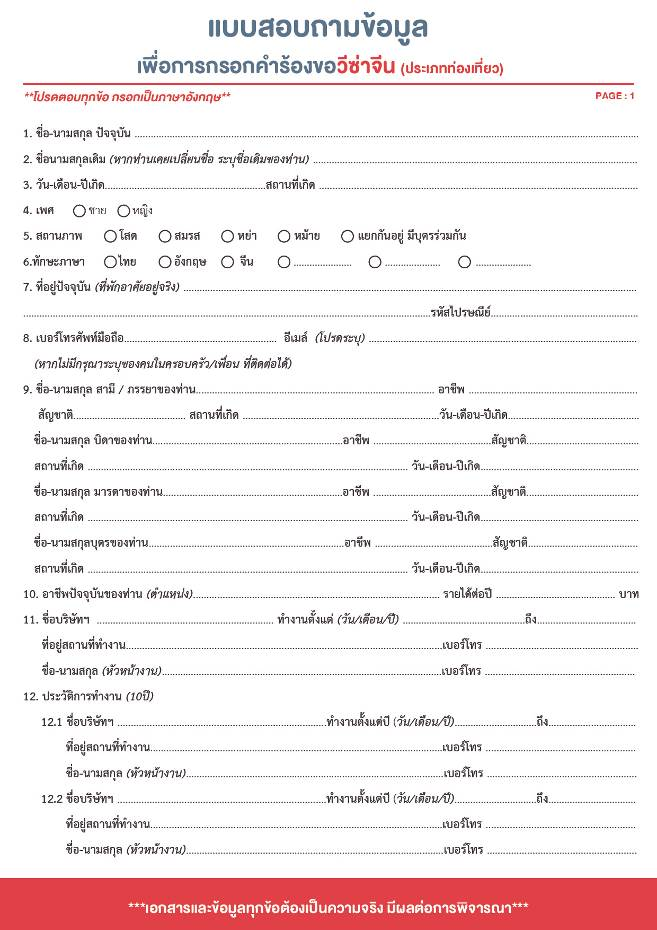 แบบสอบถามข้อมูล
เพื่อการกรอกคำร้องขอวีซ่าจีน (ประเภทท่องเที่ยว)
**โปรดตอบทุกข้อ กรอกเป็นภาษาอังกฤษ** PAGE : 1
1. ชื่อ-นามสกุล ปัจจุบัน ........................................
2. ชื่อนามสกุลเดิม (หากท่านเคยเปลี่ยนชื่อ ระบุชื่อเดิมของท่าน) ........................................
3. วัน-เดือน-ปีเกิด....................สถานที่เกิด ........................................
4. เพศ ◯ ชาย ◯ หญิง
5. สถานภาพ ◯ โสด ◯ สมรส ◯ หย่า ◯ หม้าย ◯ แยกกันอยู่ มีบุตรร่วมกัน
6.ทักษะภาษา ◯ ไทย ◯ อังกฤษ ◯ จีน ◯ .................... ◯ .................... ◯ ....................
7. ที่อยู่ปัจจุบัน (ที่พักอาศัยอยู่จริง) ........................................
........................................รหัสไปรษณีย์....................
8. เบอร์โทรศัพท์มือถือ.................... อีเมล์ (โปรดระบุ) ........................................
(หากไม่มีกรุณาระบุของคนในครอบครัว/เพื่อน ที่ติดต่อได้)
9. ชื่อ-นามสกุล สามี / ภรรยาของท่าน........................................ อาชีพ ....................
สัญชาติ.................... สถานที่เกิด ....................วัน-เดือน-ปีเกิด....................
ชื่อ-นามสกุล บิดาของท่าน....................อาชีพ ....................สัญชาติ....................
สถานที่เกิด ........................................ วัน-เดือน-ปีเกิด....................
ชื่อ-นามสกุล มารดาของท่าน....................อาชีพ ....................สัญชาติ....................
สถานที่เกิด ........................................ วัน-เดือน-ปีเกิด....................
ชื่อ-นามสกุลบุตรของท่าน....................อาชีพ ....................สัญชาติ....................
สถานที่เกิด ........................................ วัน-เดือน-ปีเกิด....................
10. อาชีพปัจจุบันของท่าน (ตำแหน่ง)........................................ รายได้ต่อปี .................... บาท
11. ชื่อบริษัทฯ .................... ทำงานตั้งแต่ (วัน/เดือน/ปี) ....................ถึง....................
ที่อยู่สถานที่ทำงาน........................................เบอร์โทร ....................
ชื่อ-นามสกุล (หัวหน้างาน)........................................เบอร์โทร ....................
12. ประวัติการทำงาน (10ปี)
12.1 ชื่อบริษัทฯ ....................ทำงานตั้งแต่ปี (วัน/เดือน/ปี)....................ถึง....................
ที่อยู่สถานที่ทำงาน........................................เบอร์โทร ....................
ชื่อ-นามสกุล (หัวหน้างาน)........................................เบอร์โทร ....................
12.2 ชื่อบริษัทฯ ....................ทำงานตั้งแต่ปี (วัน/เดือน/ปี)....................ถึง....................
ที่อยู่สถานที่ทำงาน........................................เบอร์โทร ....................
ชื่อ-นามสกุล (หัวหน้างาน)........................................เบอร์โทร ....................
***เอกสารและข้อมูลทุกข้อต้องเป็นความจริง มีผลต่อการพิจารณา***